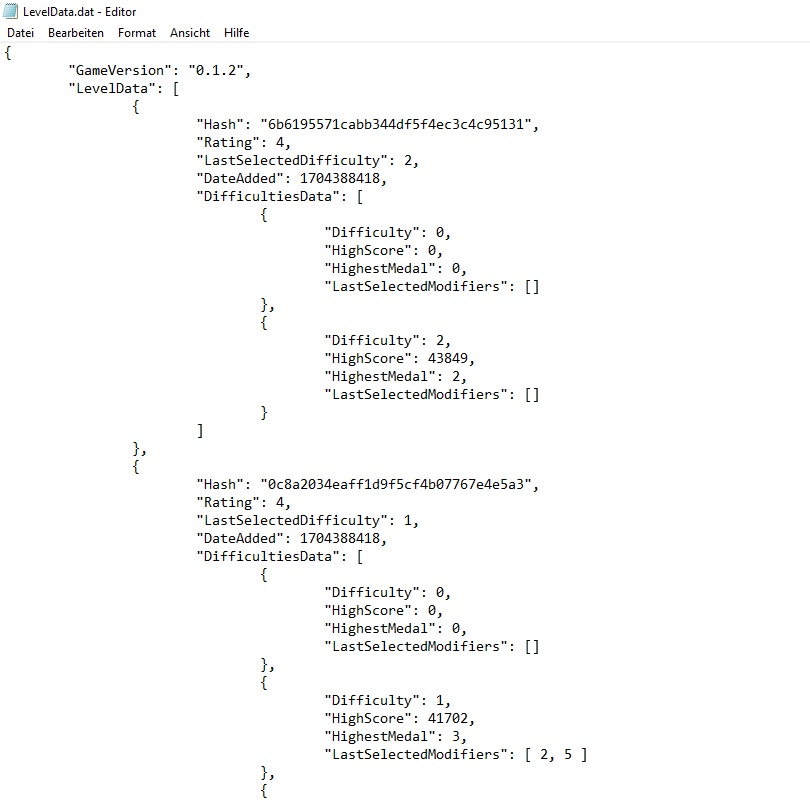 LevelData.dat - Editor
Datei Bearbeiten Format Ansicht Hilfe
{
"GameVersion": "0.1.2",
"LevelData": [
{
"Hash": "6b6195571cabb344df5f4ec3c4c95131",
"Rating": 4,
"LastSelectedDifficulty": 2,
"DateAdded": 1704388418,
"DifficultiesData": [
{
"Difficulty": 0,
"HighScore": 0,
"HighestMedal": 0,
"LastSelectedModifiers": []
},
{
"Difficulty": 2,
"HighScore": 43849,
"HighestMedal": 2,
"LastSelectedModifiers": []
}
]
},
{
"Hash": "0c8a2034eaff1d9f5cf4b07767e4e5a3",
"Rating": 4,
"LastSelectedDifficulty": 1,
"DateAdded": 1704388418,
"DifficultiesData": [
{
"Difficulty": 0,
"HighScore": 0,
"HighestMedal": 0,
"LastSelectedModifiers": []
},
{
"Difficulty": 1,
"HighScore": 41702,
"HighestMedal": 3,
"LastSelectedModifiers": [ 2, 5 ]
},
{